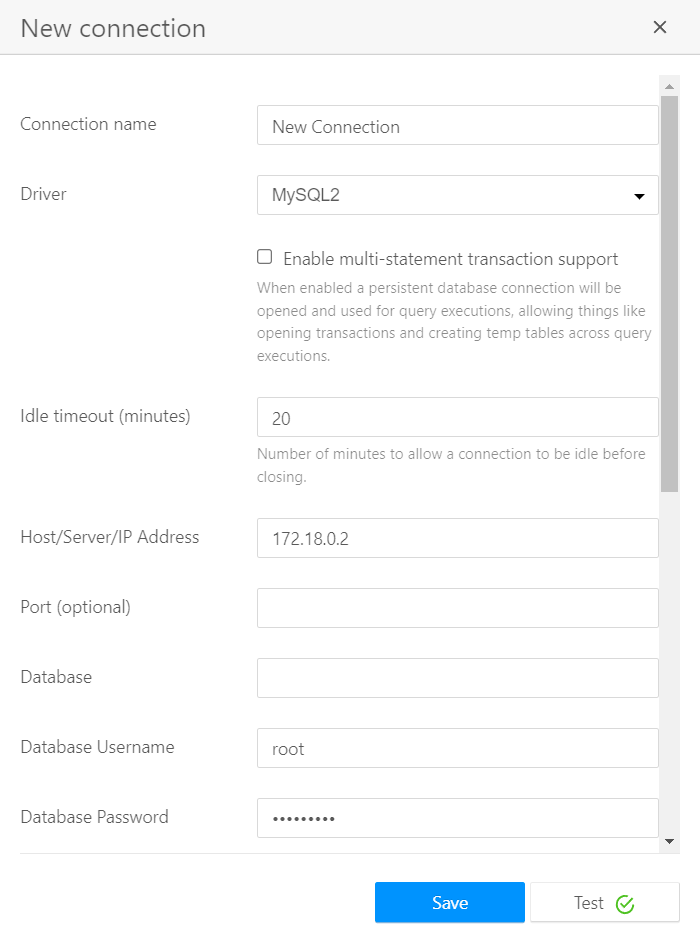 New connection
Connection name
New Connection
Driver
MySQL2
Enable multi-statement transaction support
When enabled a persistent database connection will be
opened and used for query executions, allowing things like
opening transactions and creating temp tables across query
executions.
Idle timeout (minutes)
20
Number of minutes to allow a connection to be idle before
closing.
Host/Server/IP Address
172.18.0.2
Port (optional)
Database
Database Username
root
Database Password
•••••••••
Save
Test